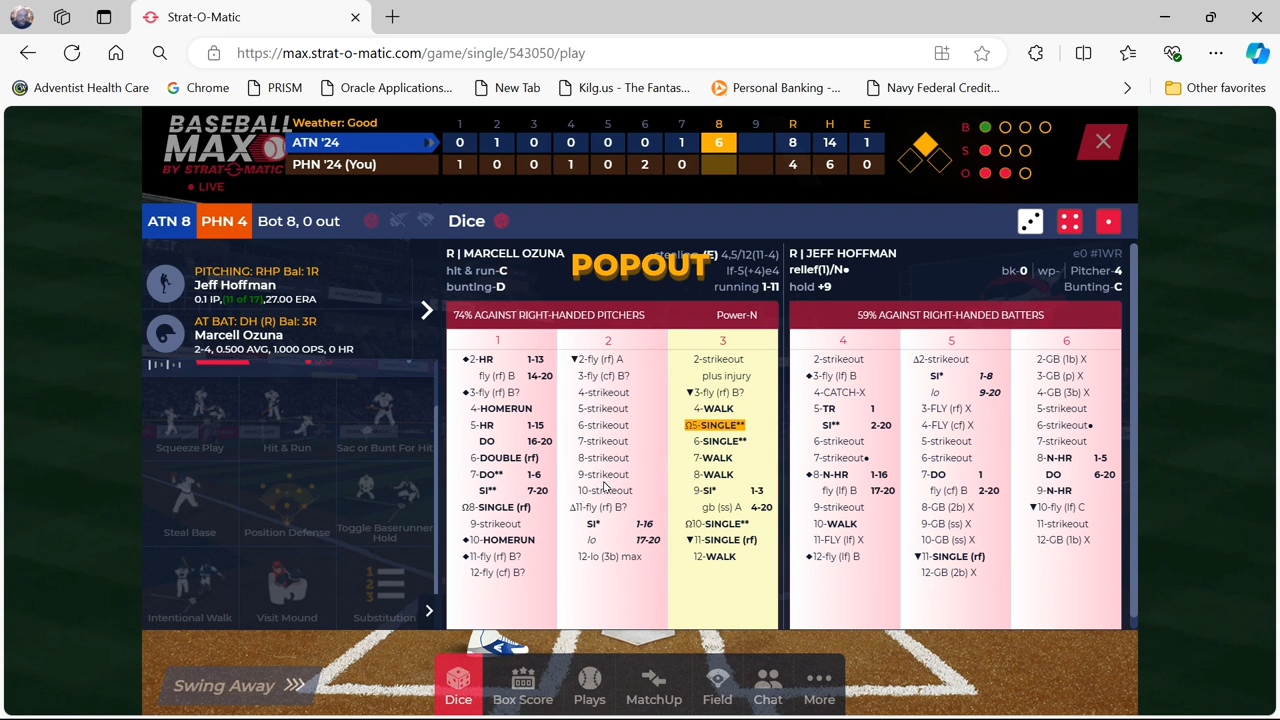 Strat-O-Matic
https://max.strat-o-matic.com/game/single/543050/play
Adventist Health Care
Chrome
PRISM
Oracle Applications...
New Tab
Kilg.us - The Fantas...
Personal Banking -...
Navy Federal Credit...
Other favorites
BASEBALL
MAX
BY STRAT-O-MATIC
● LIVE
Weather: Good 1 2 3 4 5 6 7 8 9 R H E
ATN '24 0 1 0 0 0 0 1 6 8 14 1
PHN '24 (You) 1 0 0 1 0 2 0 4 6 0
B
S
O
ATN 8 PHN 4 Bot 8, 0 out
Dice
PITCHING: RHP Bal: 1R
Jeff Hoffman
0.1 IP,(11 of 17),27.00 ERA
AT BAT: DH (R) Bal: 3R
Marcell Ozuna
2-4, 0.500 AVG, 1.000 OPS, 0 HR
Squeeze Play
Hit & Run
Sac or Bunt For Hit
Steal Base
Position Defense
Toggle Baserunner Hold
Intentional Walk
Visit Mound
Substitution
R | MARCELL OZUNA
stealing-(E) 4,5/12(11-4)
hit & run-C
lf-5(+4)e4
bunting-D
running 1-11
POPOUT
74% AGAINST RIGHT-HANDED PITCHERS Power-N
1
◆2-HR 1-13
fly (rf) B 14-20
◆3-fly (rf) B?
4-HOMERUN
5-HR 1-15
DO 16-20
6-DOUBLE (rf)
7-DO** 1-6
SI** 7-20
Ω8-SINGLE (rf)
9-strikeout
◆10-HOMERUN
◆11-fly (rf) B?
12-fly (cf) B?
2
▼2-fly (rf) A
3-fly (cf) B?
4-strikeout
5-strikeout
6-strikeout
7-strikeout
8-strikeout
9-strikeout
10-strikeout
Δ11-fly (rf) B?
SI* 1-16
lo 17-20
12-lo (3b) max
3
2-strikeout
plus injury
▼3-fly (rf) B?
4-WALK
Ω5-SINGLE**
6-SINGLE**
7-WALK
8-WALK
9-SI* 1-3
gb (ss) A 4-20
Ω10-SINGLE**
▼11-SINGLE (rf)
12-WALK
R | JEFF HOFFMAN
e0 #1WR
relief(1)/N●
bk-0 wp- Pitcher-4
hold +9
Bunting-C
59% AGAINST RIGHT-HANDED BATTERS
4
2-strikeout
◆3-fly (lf) B
4-CATCH-X
5-TR 1
SI** 2-20
6-strikeout
7-strikeout●
◆8-N-HR 1-16
fly (lf) B 17-20
9-strikeout
10-WALK
11-FLY (lf) X
◆12-fly (lf) B
5
Δ2-strikeout
SI* 1-8
lo 9-20
3-FLY (rf) X
4-FLY (cf) X
5-strikeout
6-strikeout
7-DO 1
fly (cf) B 2-20
8-GB (2b) X
9-GB (ss) X
10-GB (ss) X
▼11-SINGLE (rf)
12-GB (2b) X
6
2-GB (1b) X
3-GB (p) X
4-GB (3b) X
5-strikeout
6-strikeout●
7-strikeout
8-N-HR 1-5
DO 6-20
9-N-HR
▼10-fly (lf) C
11-strikeout
12-GB (1b) X
Swing Away
Dice
Box Score
Plays
MatchUp
Field
Chat
More